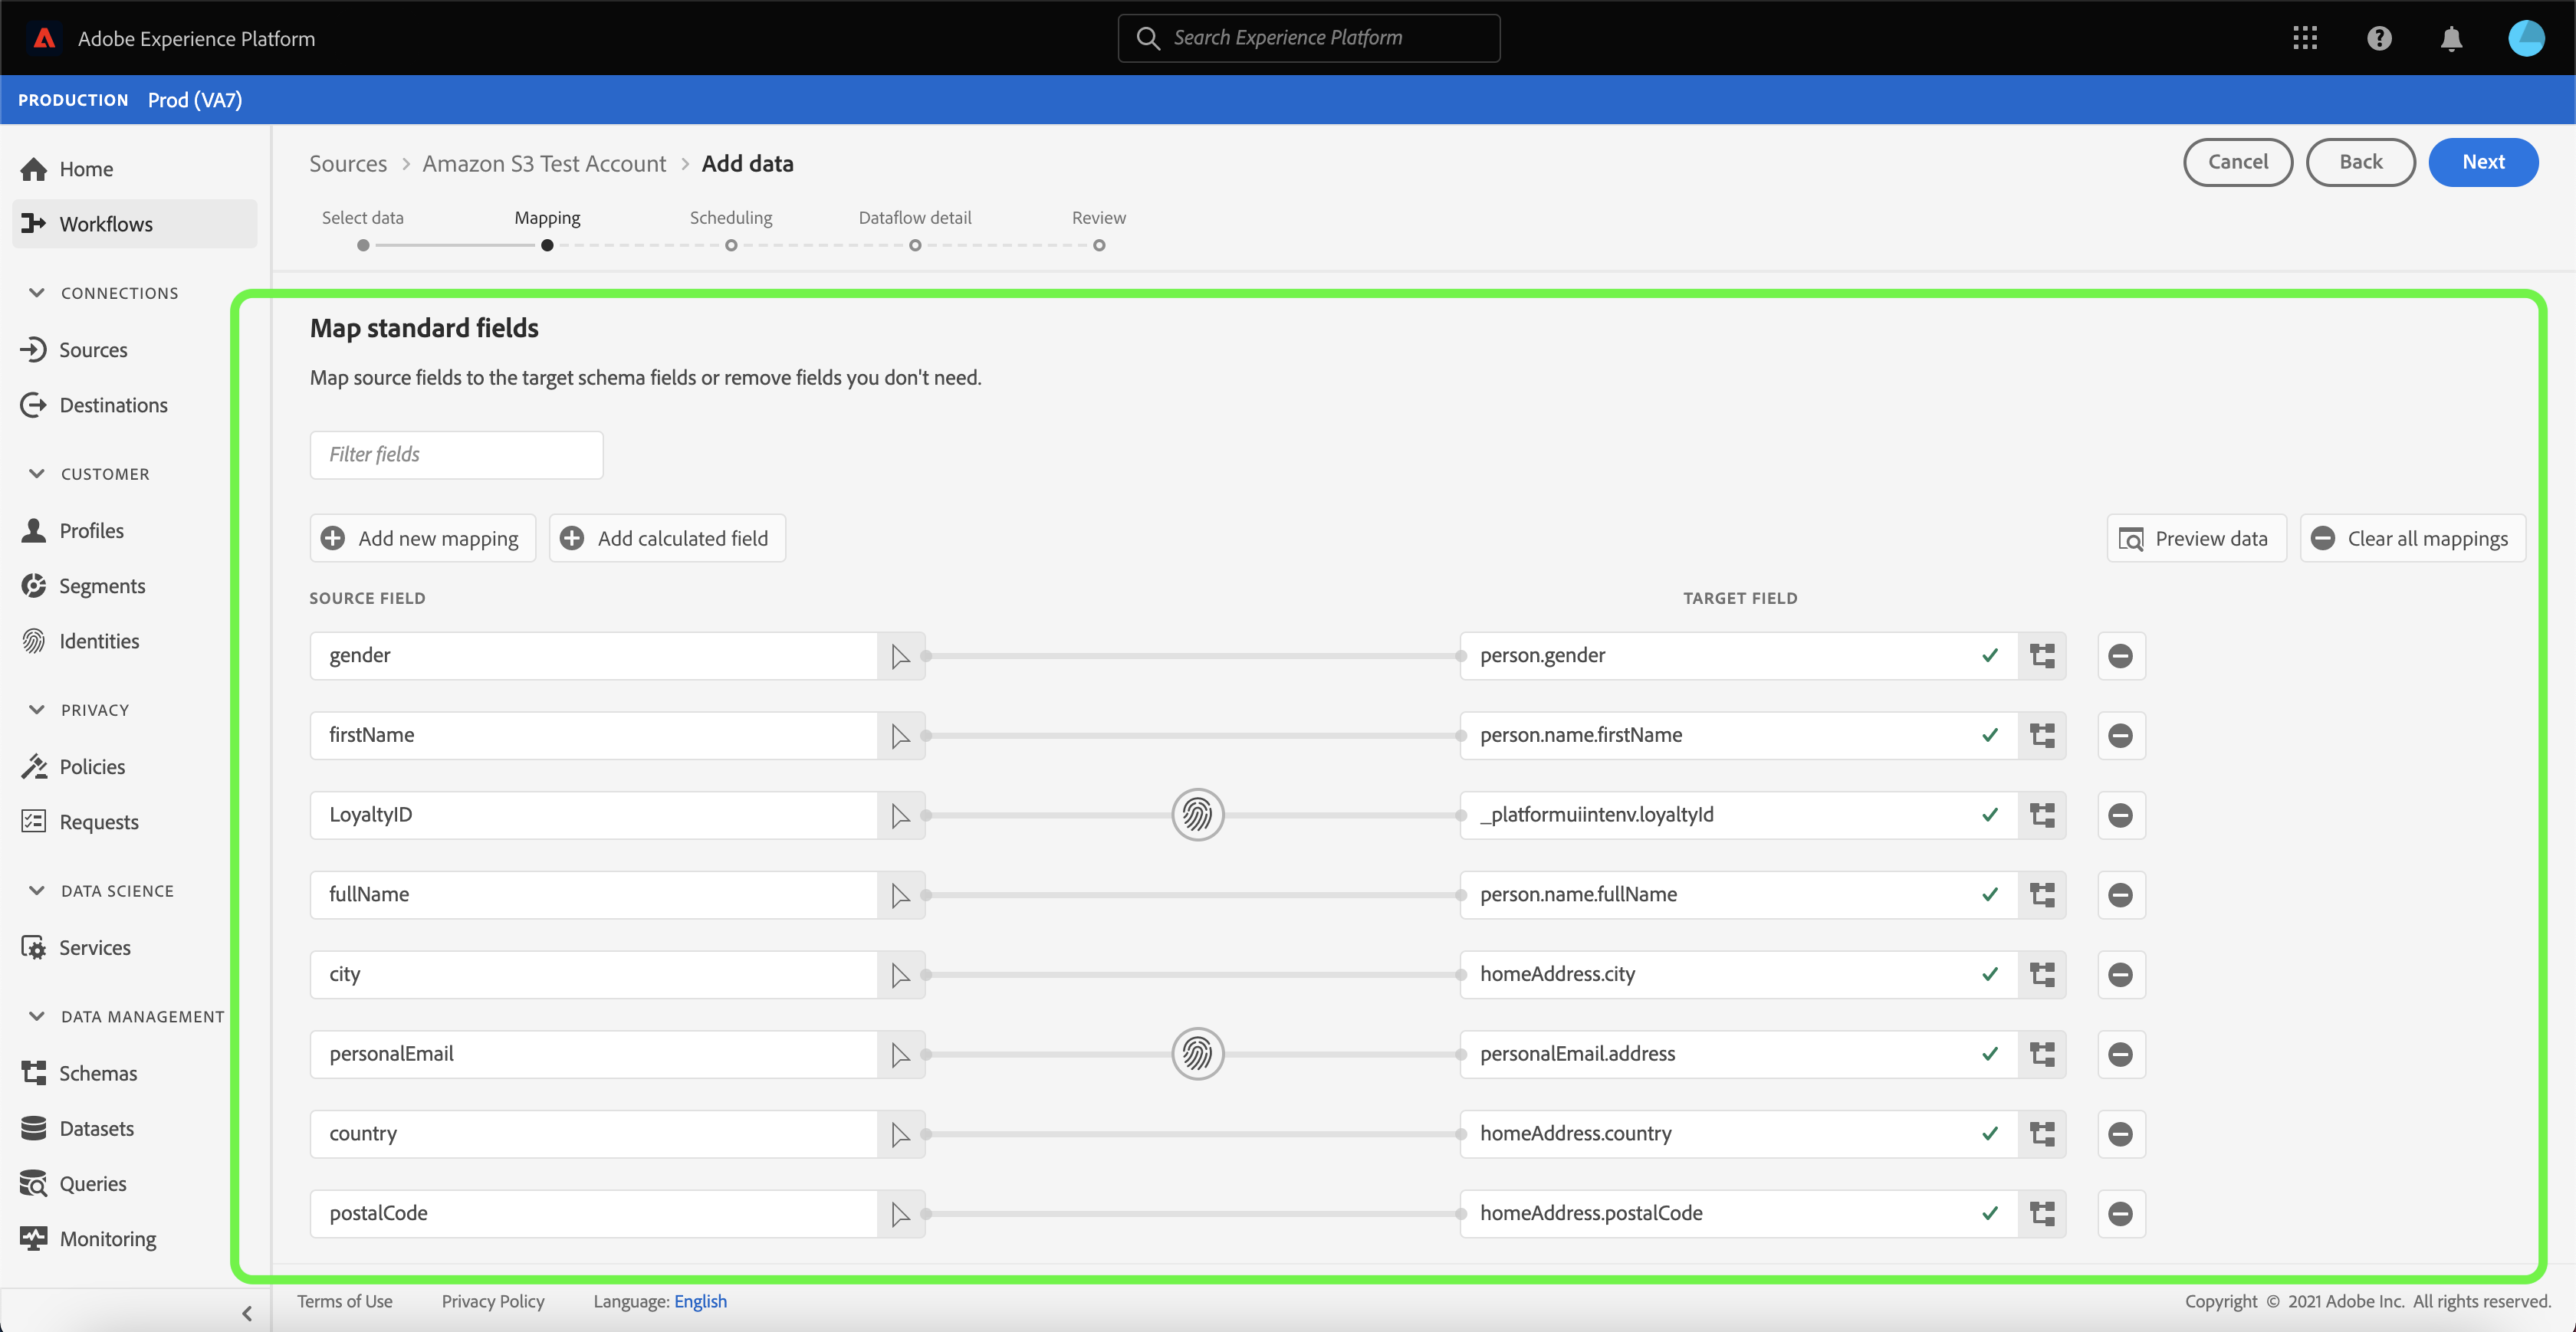 Adobe Experience Platform
Search Experience Platform
PRODUCTION Prod (VA7)
Home
Workflows
CONNECTIONS
Sources
Destinations
CUSTOMER
Profiles
Segments
Identities
PRIVACY
Policies
Requests
DATA SCIENCE
Services
DATA MANAGEMENT
Schemas
Datasets
Queries
Monitoring
Sources > Amazon S3 Test Account > Add data
Cancel Back Next
Select data Mapping Scheduling Dataflow detail Review
Map standard fields
Map source fields to the target schema fields or remove fields you don't need.
Filter fields
Add new mapping Add calculated field Preview data Clear all mappings
SOURCE FIELD TARGET FIELD
gender person.gender
firstName person.name.firstName
LoyaltyID _platformuiintenv.loyaltyId
fullName person.name.fullName
city homeAddress.city
personalEmail personalEmail.address
country homeAddress.country
postalCode homeAddress.postalCode
Terms of Use Privacy Policy Language: English Copyright © 2021 Adobe Inc. All rights reserved.